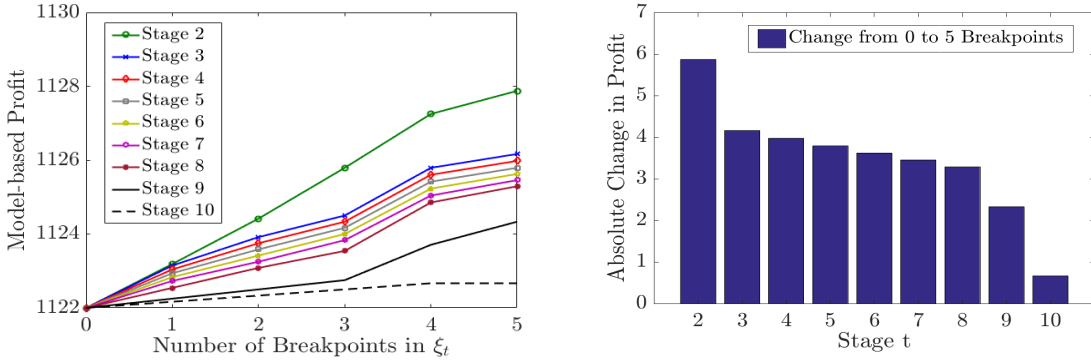 Model-based Profit
1130
1128
1126
1124
1122
Stage 2
Stage 3
Stage 4
Stage 5
Stage 6
Stage 7
Stage 8
Stage 9
Stage 10
0 1 2 3 4 5
Number of Breakpoints in ξt
Absolute Change in Profit
7
6
5
4
3
2
1
0
Change from 0 to 5 Breakpoints
2 3 4 5 6 7 8 9 10
Stage t